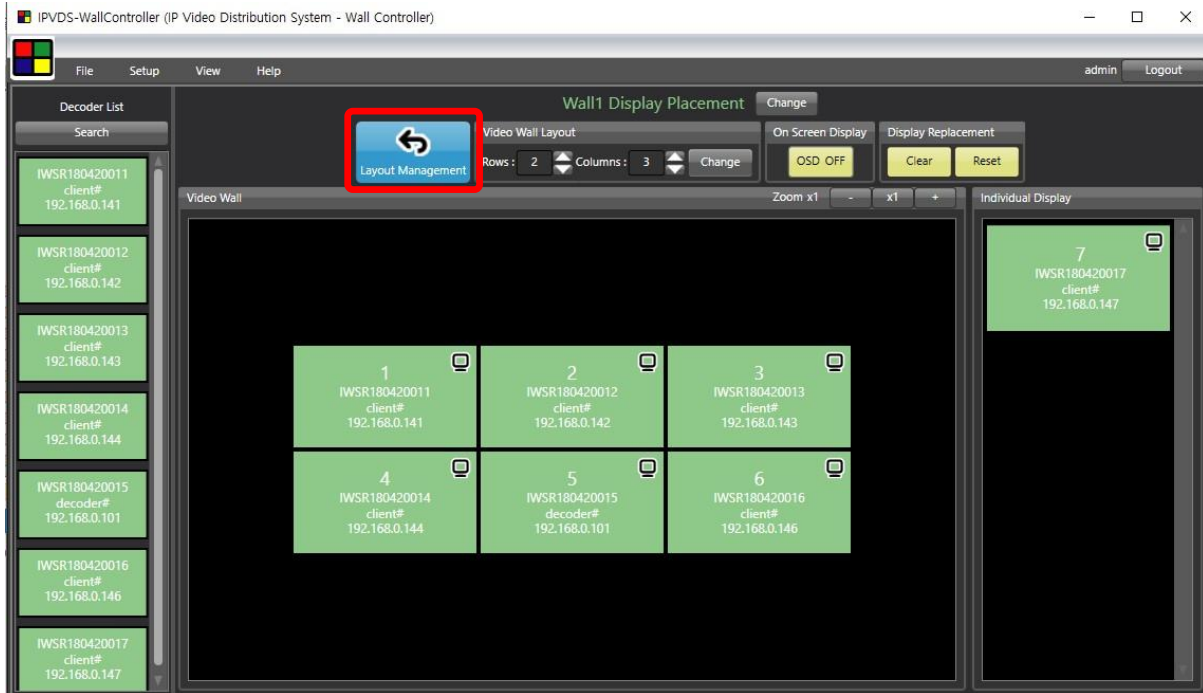 IPVDS-WallController (IP Video Distribution System - Wall Controller)
File Setup View Help
admin Logout
Decoder List
Search
IWSR180420011
client#
192.168.0.141
IWSR180420012
client#
192.168.0.142
IWSR180420013
client#
192.168.0.143
IWSR180420014
client#
192.168.0.144
IWSR180420015
decoder#
192.168.0.101
IWSR180420016
client#
192.168.0.146
IWSR180420017
client#
192.168.0.147
Wall1 Display Placement Change
Layout Management
Video Wall Layout
Rows : 2 Columns : 3 Change
On Screen Display
OSD OFF
Display Replacement
Clear Reset
Video Wall
Zoom x1 - x1 +
1
IWSR180420011
client#
192.168.0.141
2
IWSR180420012
client#
192.168.0.142
3
IWSR180420013
client#
192.168.0.143
4
IWSR180420014
client#
192.168.0.144
5
IWSR180420015
decoder#
192.168.0.101
6
IWSR180420016
client#
192.168.0.146
Individual Display
7
IWSR180420017
client#
192.168.0.147